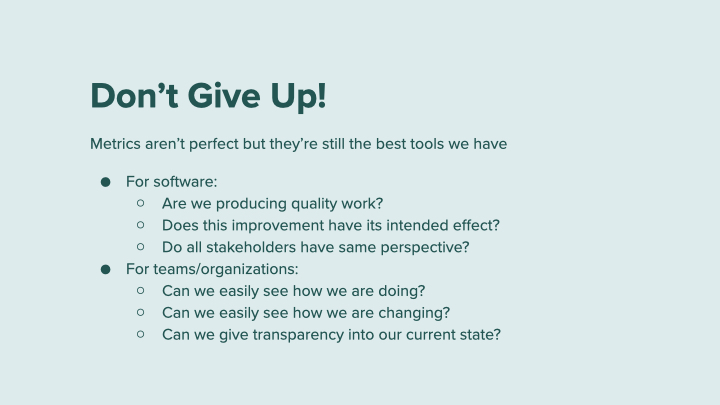 Don’t Give Up!
Metrics aren’t perfect but they’re still the best tools we have
● For software:
○ Are we producing quality work?
○ Does this improvement have its intended effect?
○ Do all stakeholders have same perspective?
● For teams/organizations:
○ Can we easily see how we are doing?
○ Can we easily see how we are changing?
○ Can we give transparency into our current state?